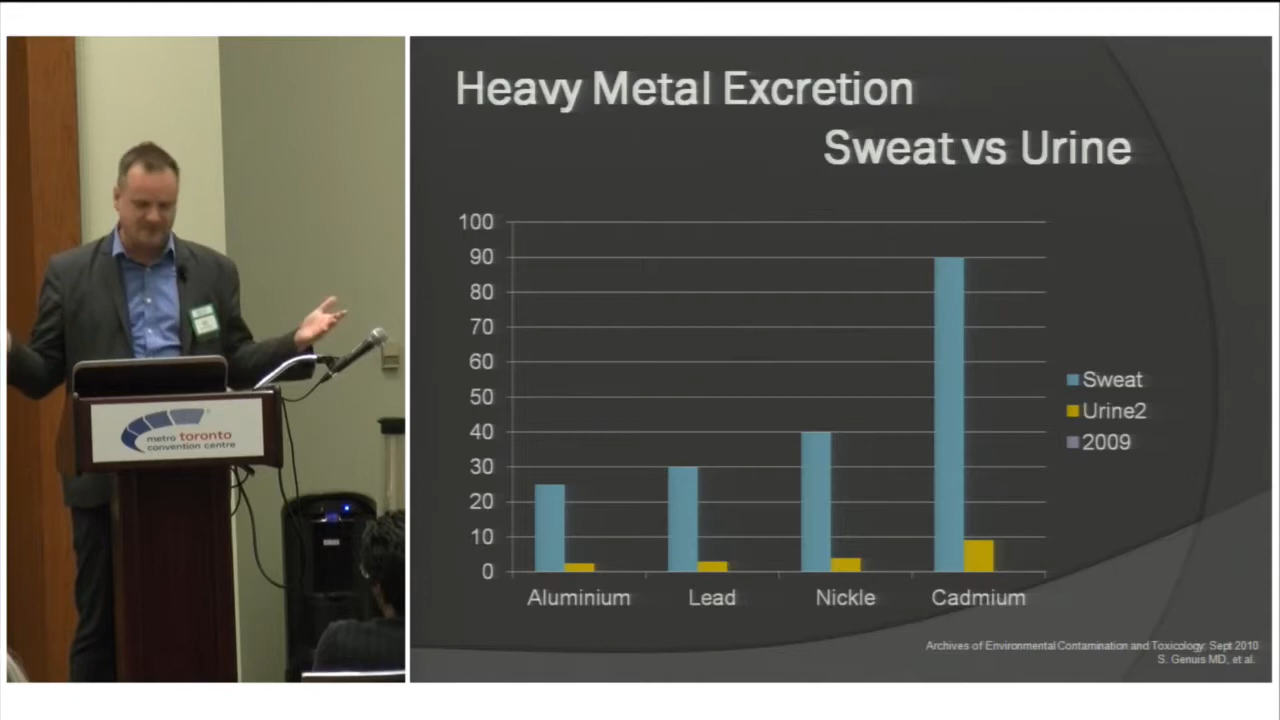 Heavy Metal Excretion
Sweat vs Urine
100
90
80
70
60
50
40
30
20
10
0
Aluminium
Lead
Nickle
Cadmium
Sweat
Urine2
2009
Archives of Environmental Contamination and Toxicology; Sept 2010
S. Genuis MD, et al.
metro toronto
convention centre